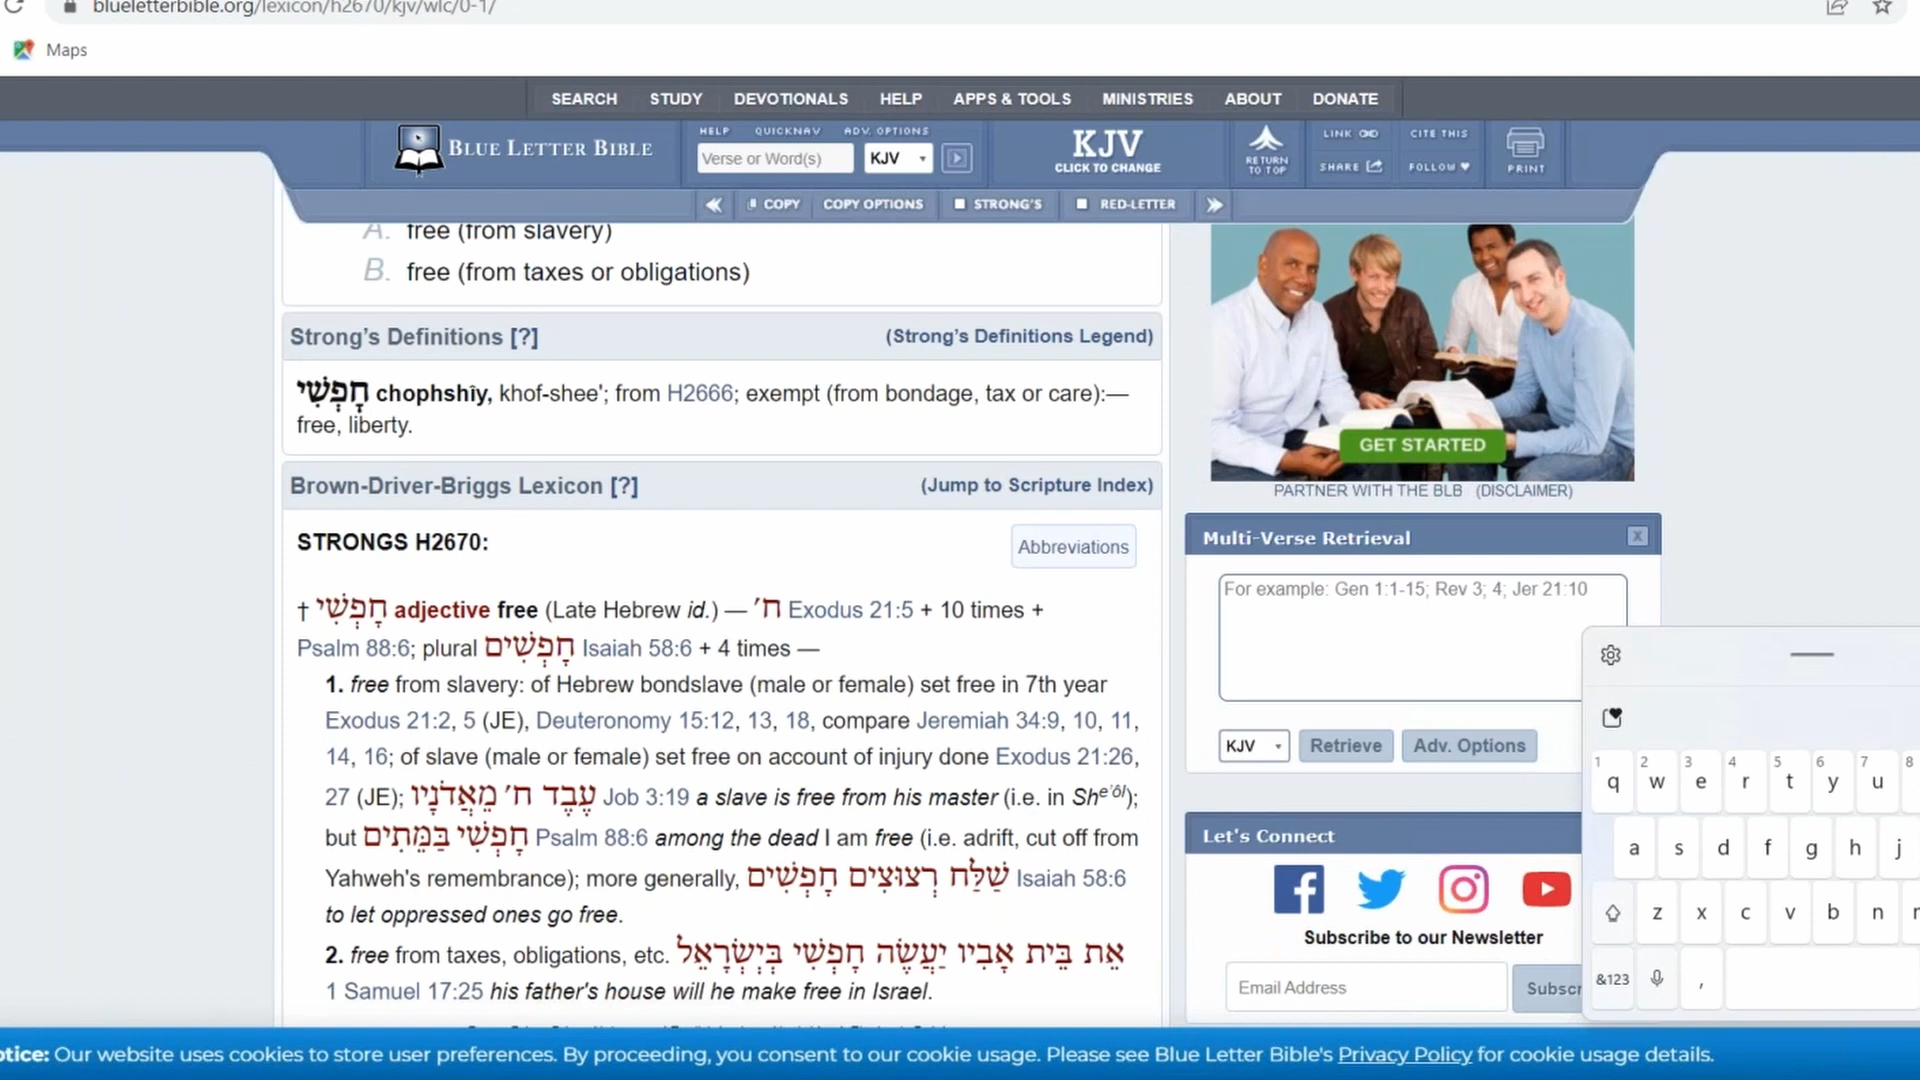 blueletterbible.org/lexicon/h2670/kjv/wlc/0-1/
Maps
SEARCH STUDY DEVOTIONALS HELP APPS & TOOLS MINISTRIES ABOUT DONATE
BLUE LETTER BIBLE
HELP QUICKNAV ADV. OPTIONS
Verse or Word(s) KJV
KJV
CLICK TO CHANGE
RETURN
TO TOP
LINK CITE THIS
SHARE FOLLOW
PRINT
COPY COPY OPTIONS STRONG'S RED-LETTER
A. free (from slavery)
B. free (from taxes or obligations)
Strong's Definitions [?] (Strong's Definitions Legend)
חָפְשִׁי chophshîy, khof-shee'; from H2666; exempt (from bondage, tax or care):—
free, liberty.
Brown-Driver-Briggs Lexicon [?] (Jump to Scripture Index)
STRONGS H2670:
Abbreviations
† חָפְשִׁי adjective free (Late Hebrew id.) — ח׳ Exodus 21:5 + 10 times +
Psalm 88:6; plural חָפְשִׁים Isaiah 58:6 + 4 times —
1. free from slavery: of Hebrew bondslave (male or female) set free in 7th year
Exodus 21:2, 5 (JE), Deuteronomy 15:12, 13, 18, compare Jeremiah 34:9, 10, 11,
14, 16; of slave (male or female) set free on account of injury done Exodus 21:26,
27 (JE); עֶבֶד ח׳ מֵאֲדֹנָיו Job 3:19 a slave is free from his master (i.e. in Shᵉʾôl);
but חָפְשִׁי בַּמֵּתִים Psalm 88:6 among the dead I am free (i.e. adrift, cut off from
Yahweh's remembrance); more generally, שַׁלַּח רְצוּצִים חָפְשִׁים Isaiah 58:6
to let oppressed ones go free.
2. free from taxes, obligations, etc. אֵת בֵּית אָבִיו יַעֲשֶׂה חָפְשִׁי בְּיִשְׂרָאֵל
1 Samuel 17:25 his father's house will he make free in Israel.
GET STARTED
PARTNER WITH THE BLB (DISCLAIMER)
Multi-Verse Retrieval x
For example: Gen 1:1-15; Rev 3; 4; Jer 21:10
KJV Retrieve Adv. Options
Let's Connect
Subscribe to our Newsletter
Email Address Subscr
1 2 3 4 5 6 7 8
q w e r t y u
a s d f g h j
z x c v b n
&123 ,
otice: Our website uses cookies to store user preferences. By proceeding, you consent to our cookie usage. Please see Blue Letter Bible's Privacy Policy for cookie usage details.